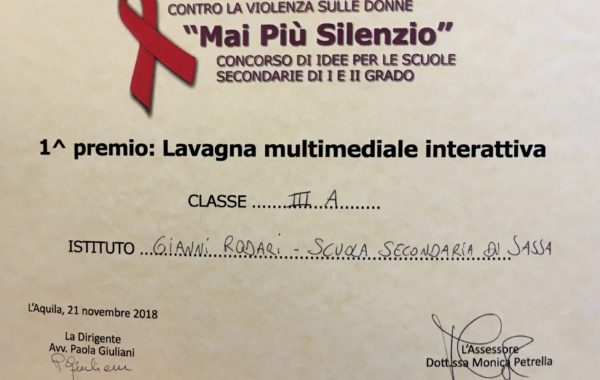 CONTRO LA VIOLENZA SULLE DONNE
“Mai Più Silenzio”
CONCORSO DI IDEE PER LE SCUOLE
SECONDARIE DI I E II GRADO
1^ premio: Lavagna multimediale interattiva
CLASSE ........III A........
ISTITUTO ..GIANNI RODARI - SCUOLA SECONDARIA DI SASSA
L'Aquila, 21 novembre 2018
La Dirigente
Avv. Paola Giuliani
PGiuliani
L'Assessore
Dott.ssa Monica Petrella